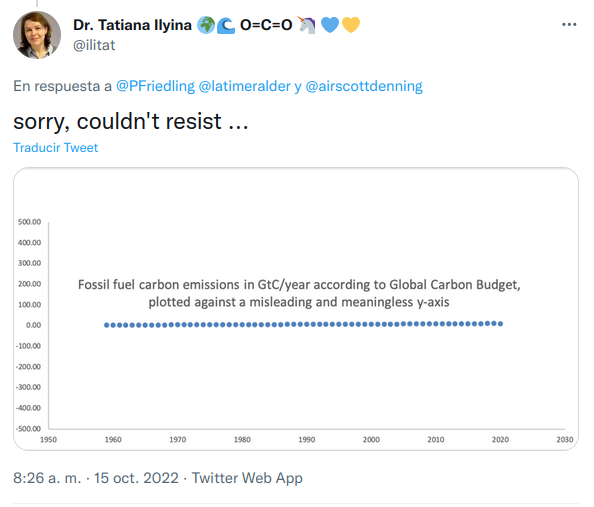 Dr. Tatiana Ilyina 🌍🌊 O=C=O 🦄 💙💛
@ilitat
En respuesta a @PFriedling @latimeralder y @airscottdenning
sorry, couldn't resist ...
Traducir Tweet
500.00
400.00
300.00
200.00
100.00
0.00
-100.00
-200.00
-300.00
-400.00
-500.00
Fossil fuel carbon emissions in GtC/year according to Global Carbon Budget,
plotted against a misleading and meaningless y-axis
1950 1960 1970 1980 1990 2000 2010 2020 2030
8:26 a. m. · 15 oct. 2022 · Twitter Web App